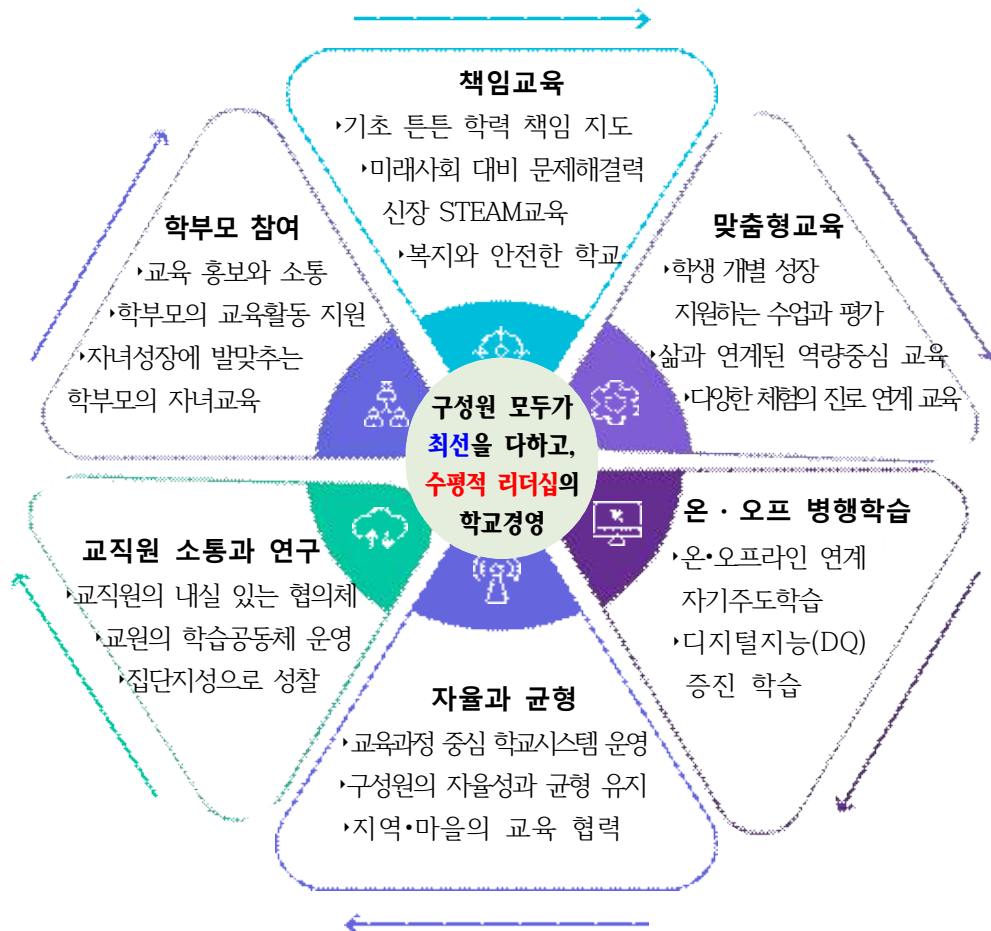 책임교육
‣기초 튼튼 학력 책임 지도
‣미래사회 대비 문제해결력
신장 STEAM교육
‣복지와 안전한 학교
맞춤형교육
‣학생 개별 성장
지원하는 수업과 평가
‣삶과 연계된 역량중심 교육
‣다양한 체험의 진로 연계 교육
온 · 오프 병행학습
‣온•오프라인 연계
자기주도학습
‣디지털지능(DQ)
증진 학습
자율과 균형
‣교육과정 중심 학교시스템 운영
‣구성원의 자율성과 균형 유지
‣지역•마을의 교육 협력
교직원 소통과 연구
‣교직원의 내실 있는 협의체
‣교원의 학습공동체 운영
‣집단지성으로 성찰
학부모 참여
‣교육 홍보와 소통
‣학부모의 교육활동 지원
‣자녀성장에 발맞추는
학부모의 자녀교육
구성원 모두가
최선을 다하고,
수평적 리더십의
학교경영